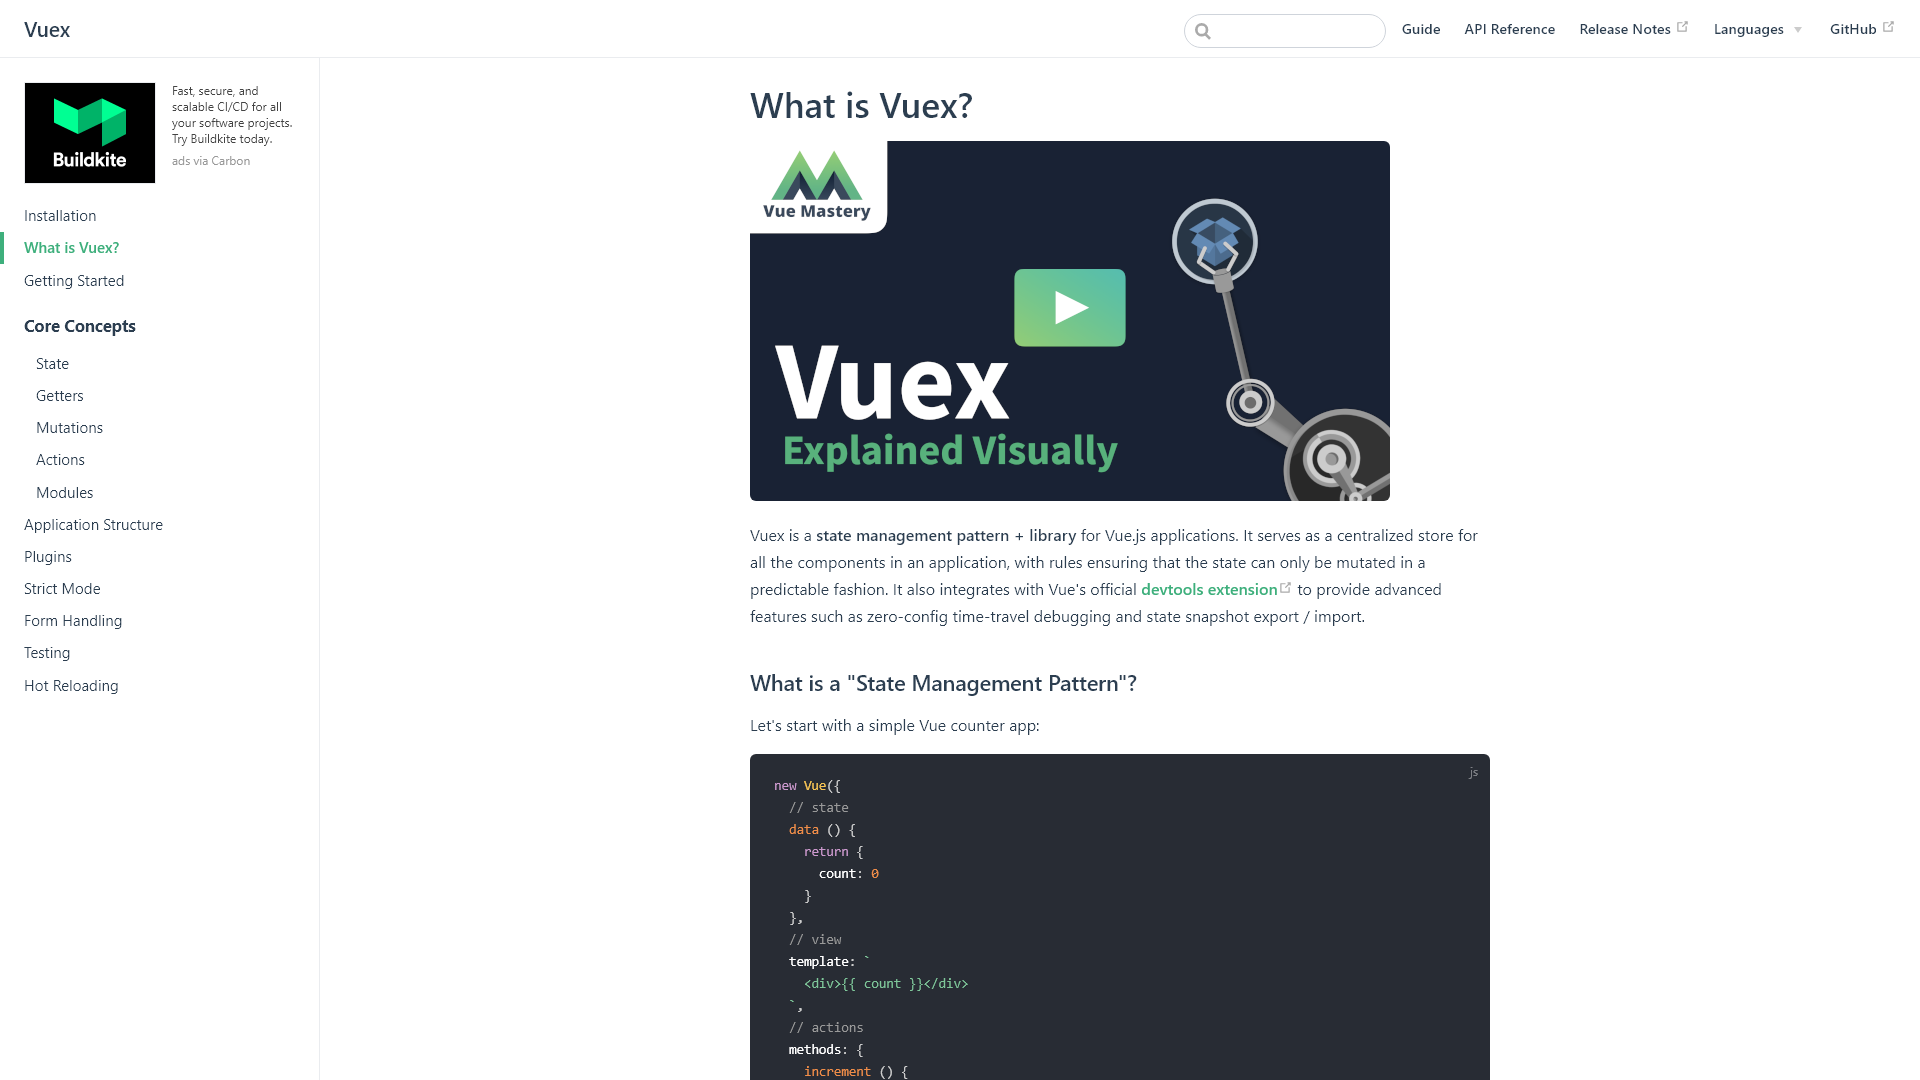 Vuex
Guide
API Reference
Release Notes
Languages
GitHub
Buildkite
Fast, secure, and
scalable CI/CD for all
your software projects.
Try Buildkite today.
ads via Carbon
Installation
What is Vuex?
Getting Started
Core Concepts
State
Getters
Mutations
Actions
Modules
Application Structure
Plugins
Strict Mode
Form Handling
Testing
Hot Reloading
What is Vuex?
Vue Mastery
Vuex
Explained Visually
Vuex is a state management pattern + library for Vue.js applications. It serves as a centralized store for
all the components in an application, with rules ensuring that the state can only be mutated in a
predictable fashion. It also integrates with Vue's official devtools extension to provide advanced
features such as zero-config time-travel debugging and state snapshot export / import.
What is a "State Management Pattern"?
Let's start with a simple Vue counter app:
js
new Vue({
  // state
  data () {
    return {
      count: 0
    }
  },
  // view
  template: `
    <div>{{ count }}</div>
  `,
  // actions
  methods: {
    increment () {